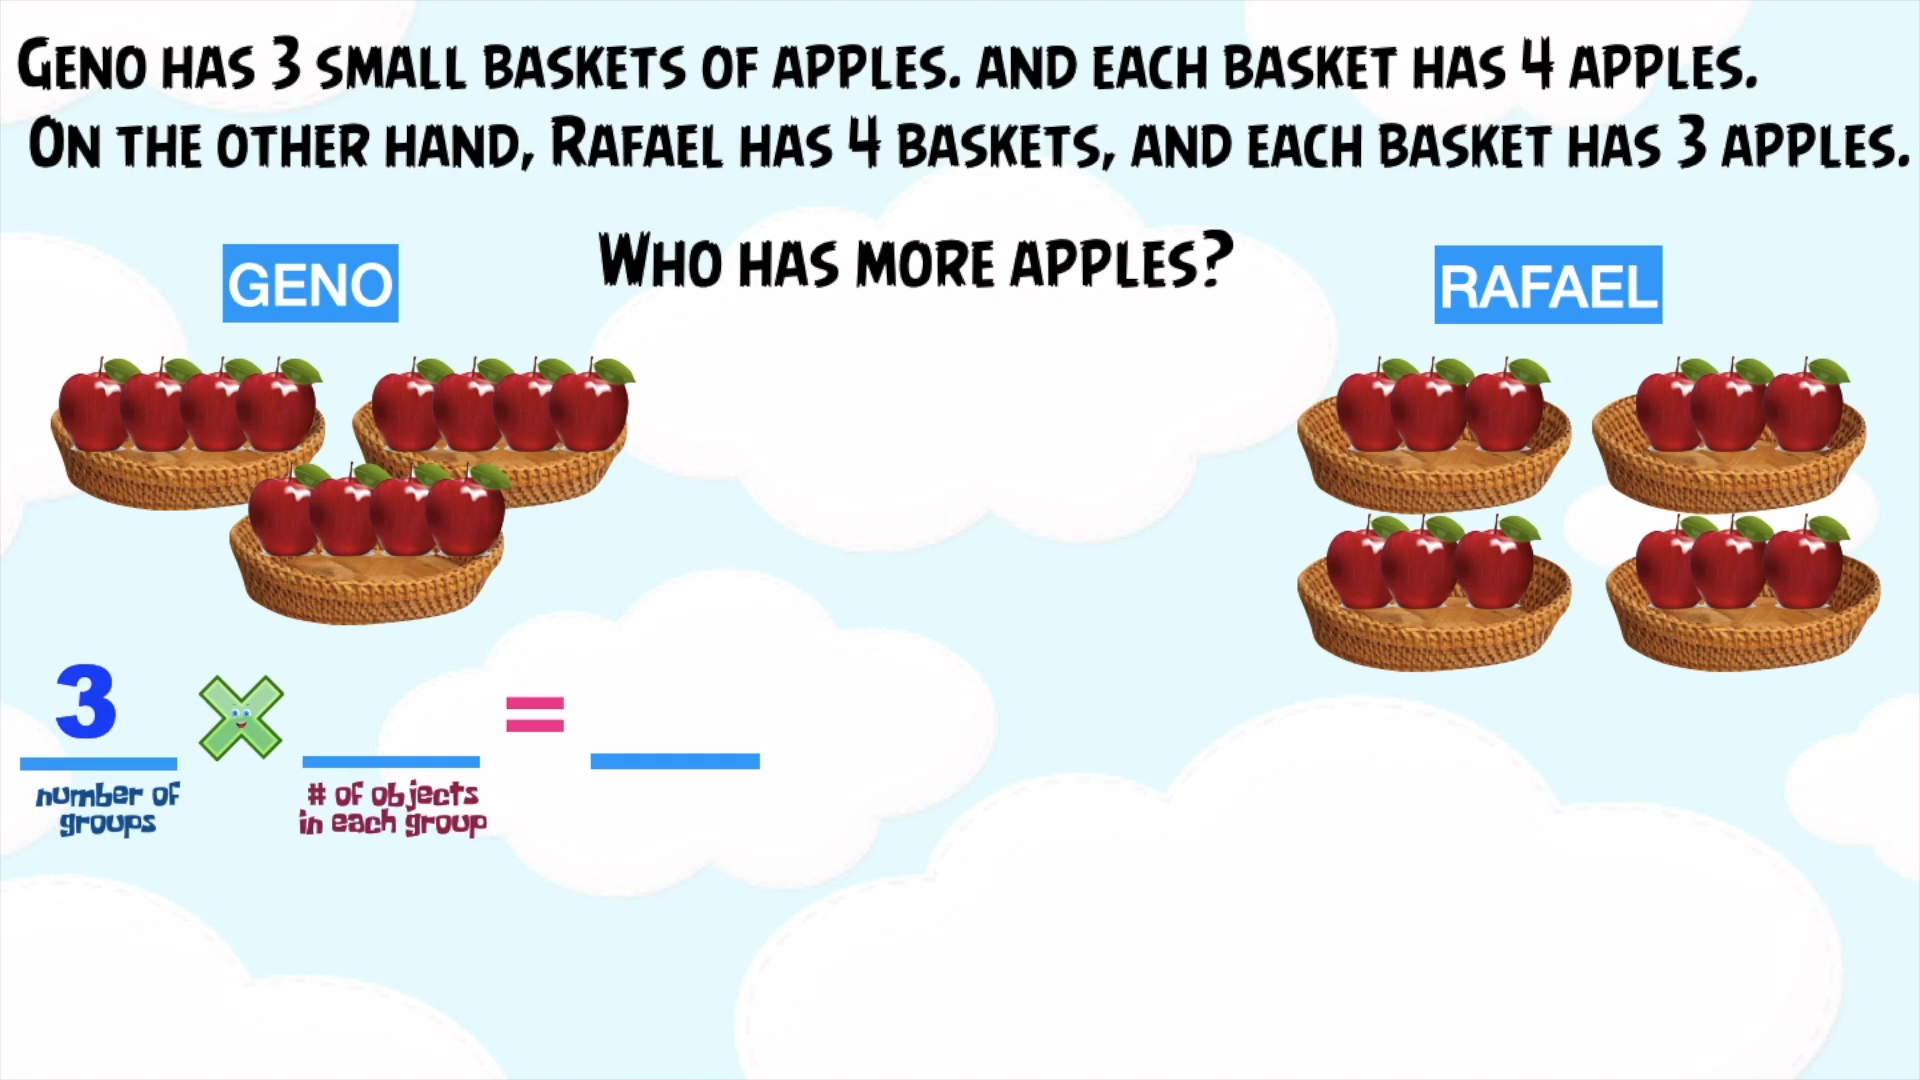 Geno has 3 small baskets of apples. and each basket has 4 apples.
On the other hand, Rafael has 4 baskets, and each basket has 3 apples.
Who has more apples?
GENO
RAFAEL
3 × =
number of
groups
# of objects
in each group